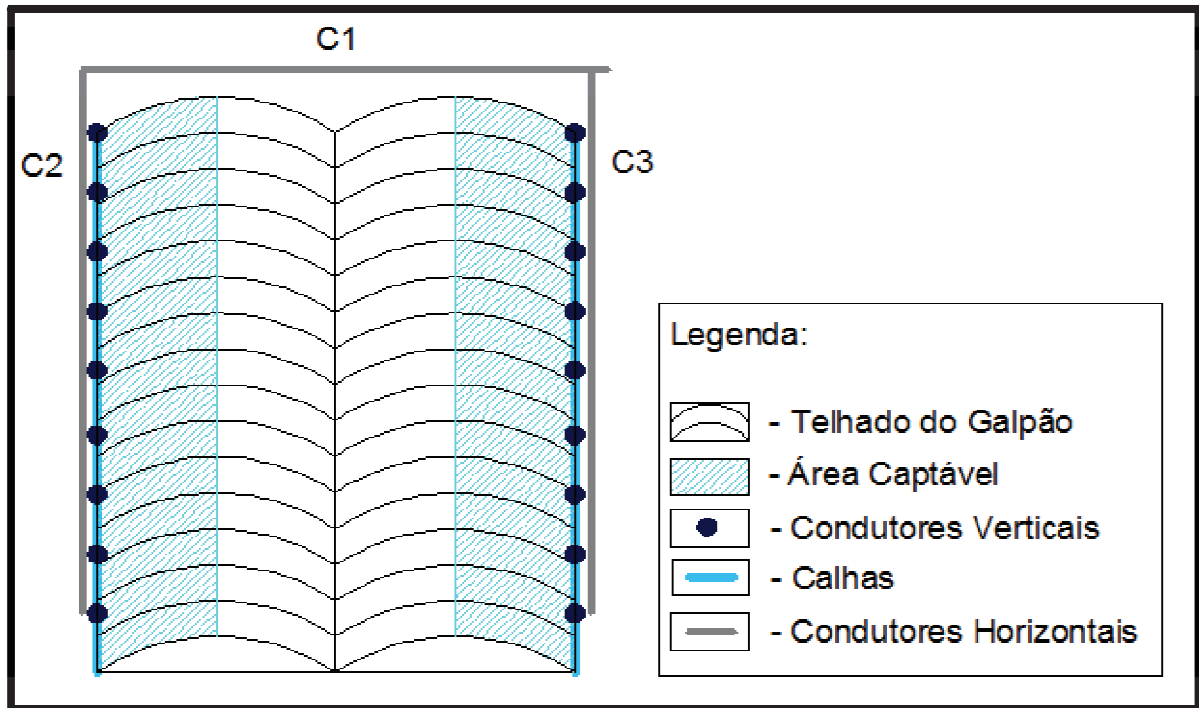 C1
C2
C3
Legenda:
- Telhado do Galpão
- Área Captável
- Condutores Verticais
- Calhas
- Condutores Horizontais